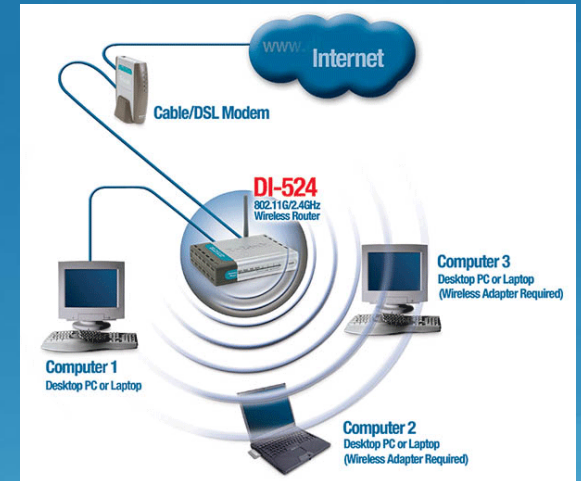 www.
Internet
Cable/DSL Modem
DI-524
802.11G/2.4GHz
Wireless Router
Computer 3
Desktop PC or Laptop
(Wireless Adapter Required)
Computer 1
Desktop PC or Laptop
Computer 2
Desktop PC or Laptop
(Wireless Adapter Required)